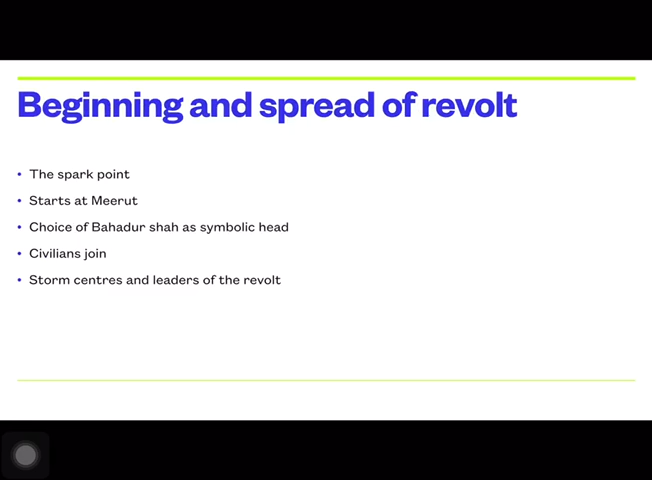 Beginning and spread of revolt
• The spark point
• Starts at Meerut
• Choice of Bahadur shah as symbolic head
• Civilians join
• Storm centres and leaders of the revolt